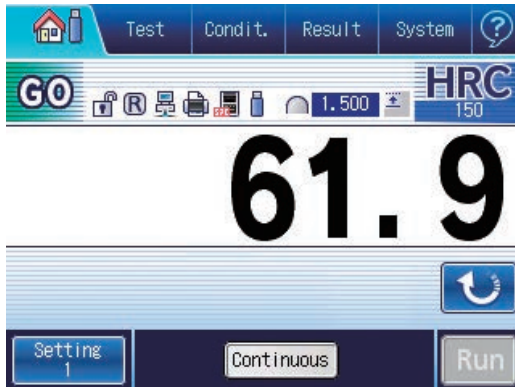 Test Condit. Result System ?
GO R 1.500 HRC
150
61.9
Setting
1
Continuous
Run